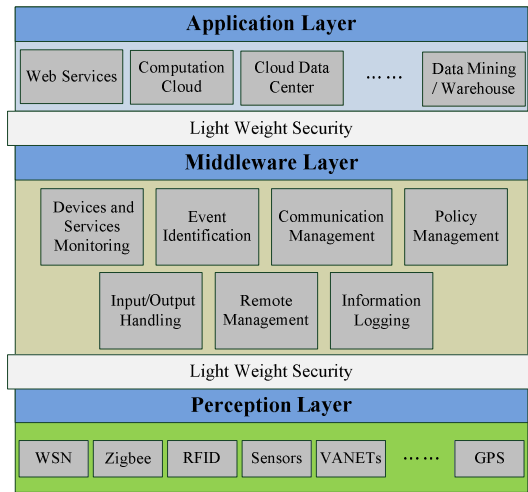 Application Layer
Web Services
Computation
Cloud
Cloud Data
Center
... ...
Data Mining
/ Warehouse
Light Weight Security
Middleware Layer
Devices and
Services
Monitoring
Event
Identification
Communication
Management
Policy
Management
Input/Output
Handling
Remote
Management
Information
Logging
Light Weight Security
Perception Layer
WSN
Zigbee
RFID
Sensors
VANETs
... ...
GPS